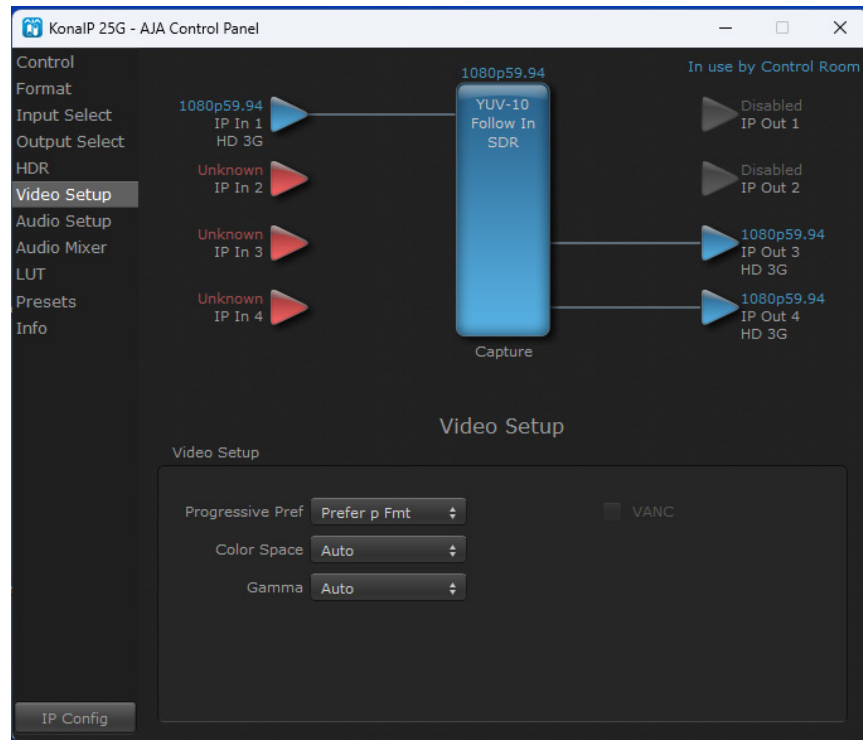 KonaIP 25G - AJA Control Panel
Control
Format
Input Select
Output Select
HDR
Video Setup
Audio Setup
Audio Mixer
LUT
Presets
Info
IP Config
In use by Control Room
1080p59.94
YUV-10
Follow In
SDR
Capture
1080p59.94
IP In 1
HD 3G
Unknown
IP In 2
Unknown
IP In 3
Unknown
IP In 4
Disabled
IP Out 1
Disabled
IP Out 2
1080p59.94
IP Out 3
HD 3G
1080p59.94
IP Out 4
HD 3G
Video Setup
Video Setup
Progressive Pref Prefer p Fmt
VANC
Color Space Auto
Gamma Auto